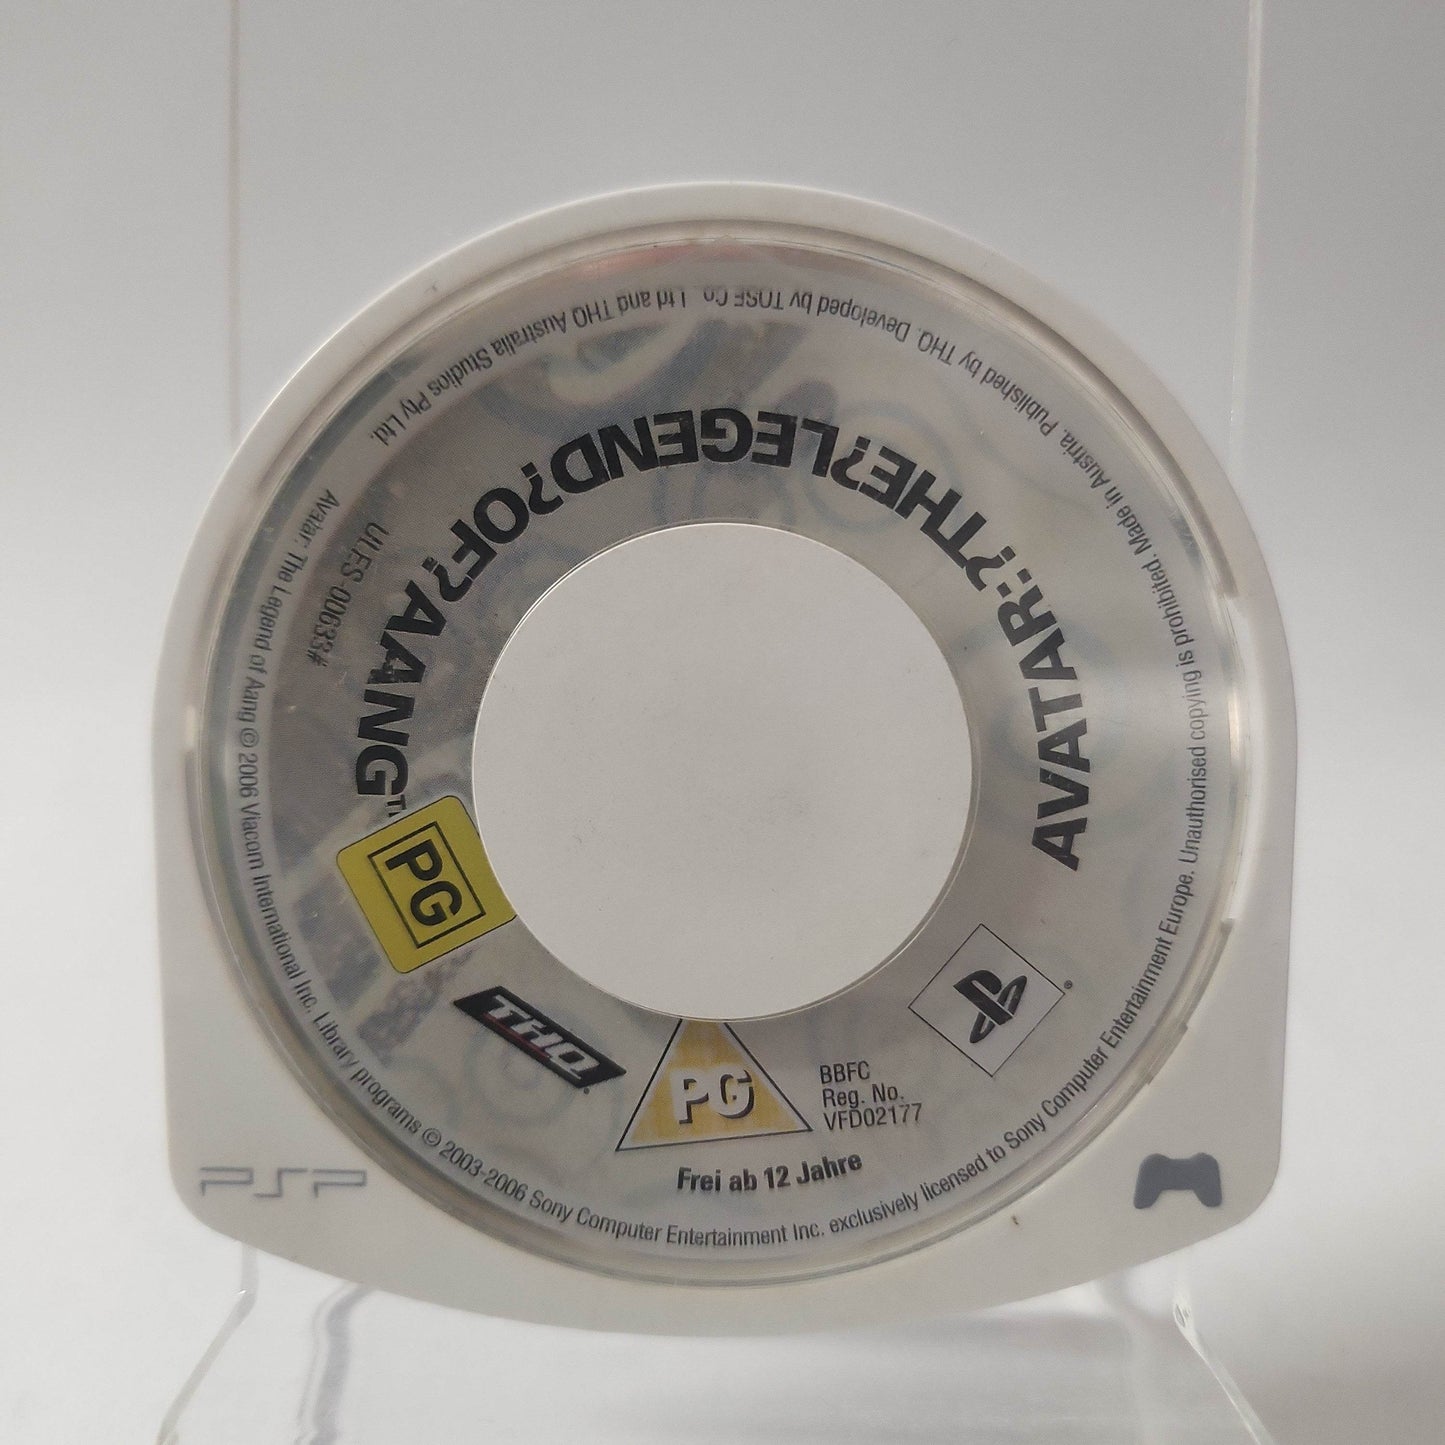 AVATAR:?THE?LEGEND?OF?AANG™
ULES-00633#
PG
THQ
PG
BBFC
Reg. No.
VFD02177
Frei ab 12 Jahre
Avatar: The Legend of Aang © 2006 Viacom International Inc. Library programs © 2003-2006 Sony Computer Entertainment Inc. exclusively licensed to Sony Computer Entertainment Europe. Unauthorised copying is prohibited. Made in Austria. Published by THQ. Developed by TOSE Co., Ltd and THQ Australia Studios Pty Ltd.
PSP